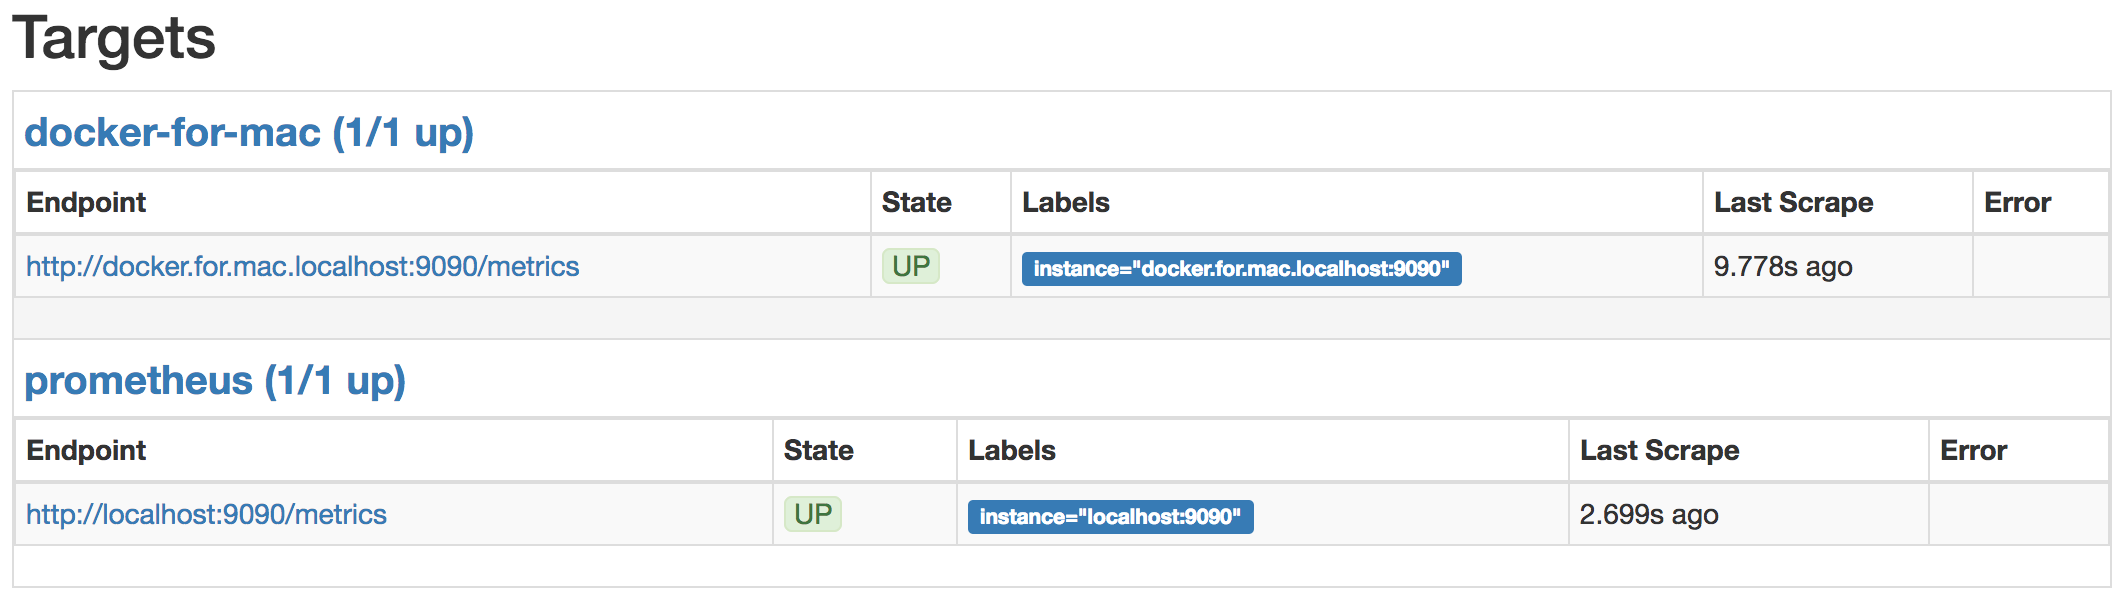 Targets
docker-for-mac (1/1 up)
Endpoint State Labels Last Scrape Error
http://docker.for.mac.localhost:9090/metrics UP instance="docker.for.mac.localhost:9090" 9.778s ago
prometheus (1/1 up)
Endpoint State Labels Last Scrape Error
http://localhost:9090/metrics UP instance="localhost:9090" 2.699s ago